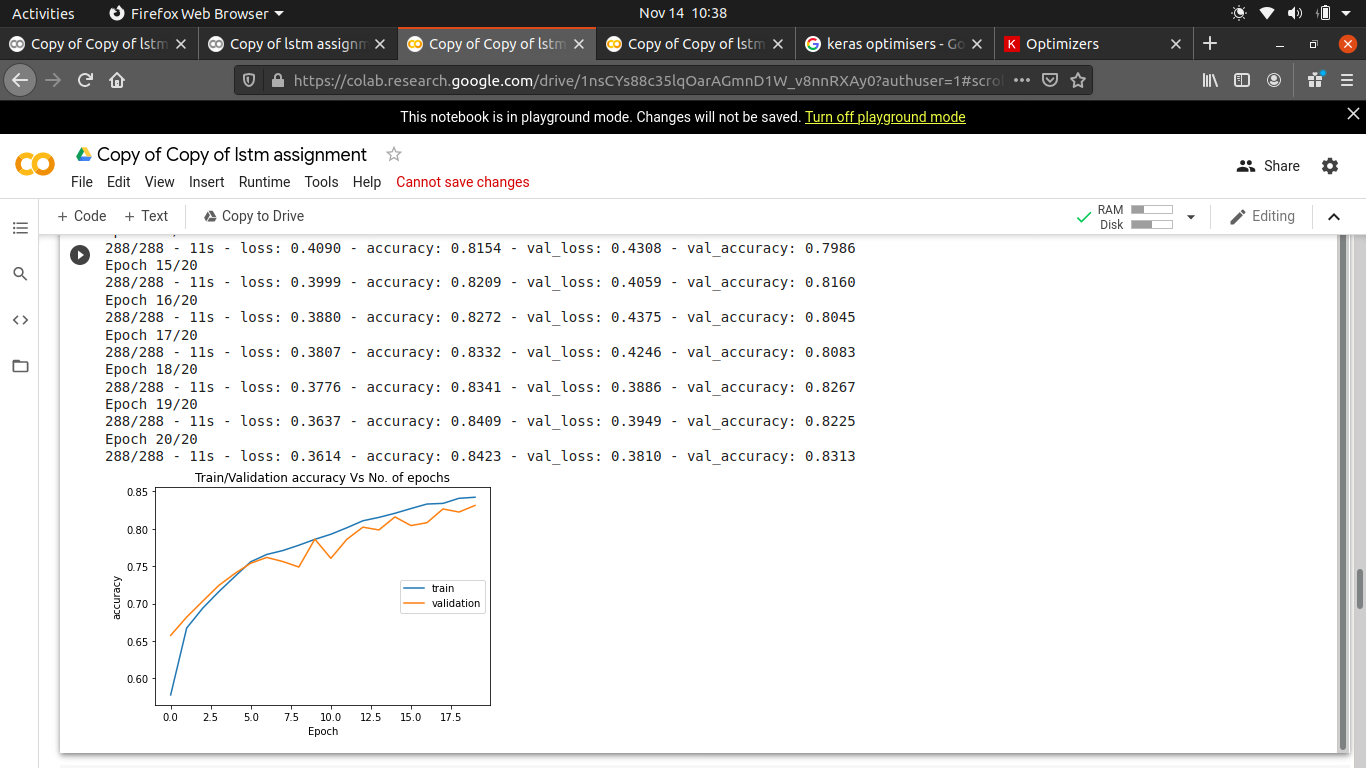 Activities Firefox Web Browser Nov 14 10:38
Copy of Copy of lstm Copy of lstm assignm Copy of Copy of lstm Copy of Copy of lstm keras optimisers - Go K Optimizers
https://colab.research.google.com/drive/1nsCYs88c35lqOarAGmnD1W_v8nnRXAy0?authuser=1#scro
This notebook is in playground mode. Changes will not be saved. Turn off playground mode
Copy of Copy of lstm assignment
Share
File Edit View Insert Runtime Tools Help Cannot save changes
+ Code + Text Copy to Drive RAM Disk Editing
288/288 - 11s - loss: 0.4090 - accuracy: 0.8154 - val_loss: 0.4308 - val_accuracy: 0.7986
Epoch 15/20
288/288 - 11s - loss: 0.3999 - accuracy: 0.8209 - val_loss: 0.4059 - val_accuracy: 0.8160
Epoch 16/20
288/288 - 11s - loss: 0.3880 - accuracy: 0.8272 - val_loss: 0.4375 - val_accuracy: 0.8045
Epoch 17/20
288/288 - 11s - loss: 0.3807 - accuracy: 0.8332 - val_loss: 0.4246 - val_accuracy: 0.8083
Epoch 18/20
288/288 - 11s - loss: 0.3776 - accuracy: 0.8341 - val_loss: 0.3886 - val_accuracy: 0.8267
Epoch 19/20
288/288 - 11s - loss: 0.3637 - accuracy: 0.8409 - val_loss: 0.3949 - val_accuracy: 0.8225
Epoch 20/20
288/288 - 11s - loss: 0.3614 - accuracy: 0.8423 - val_loss: 0.3810 - val_accuracy: 0.8313
Train/Validation accuracy Vs No. of epochs
0.85
0.80
0.75
0.70
0.65
0.60
accuracy
train
validation
0.0 2.5 5.0 7.5 10.0 12.5 15.0 17.5
Epoch